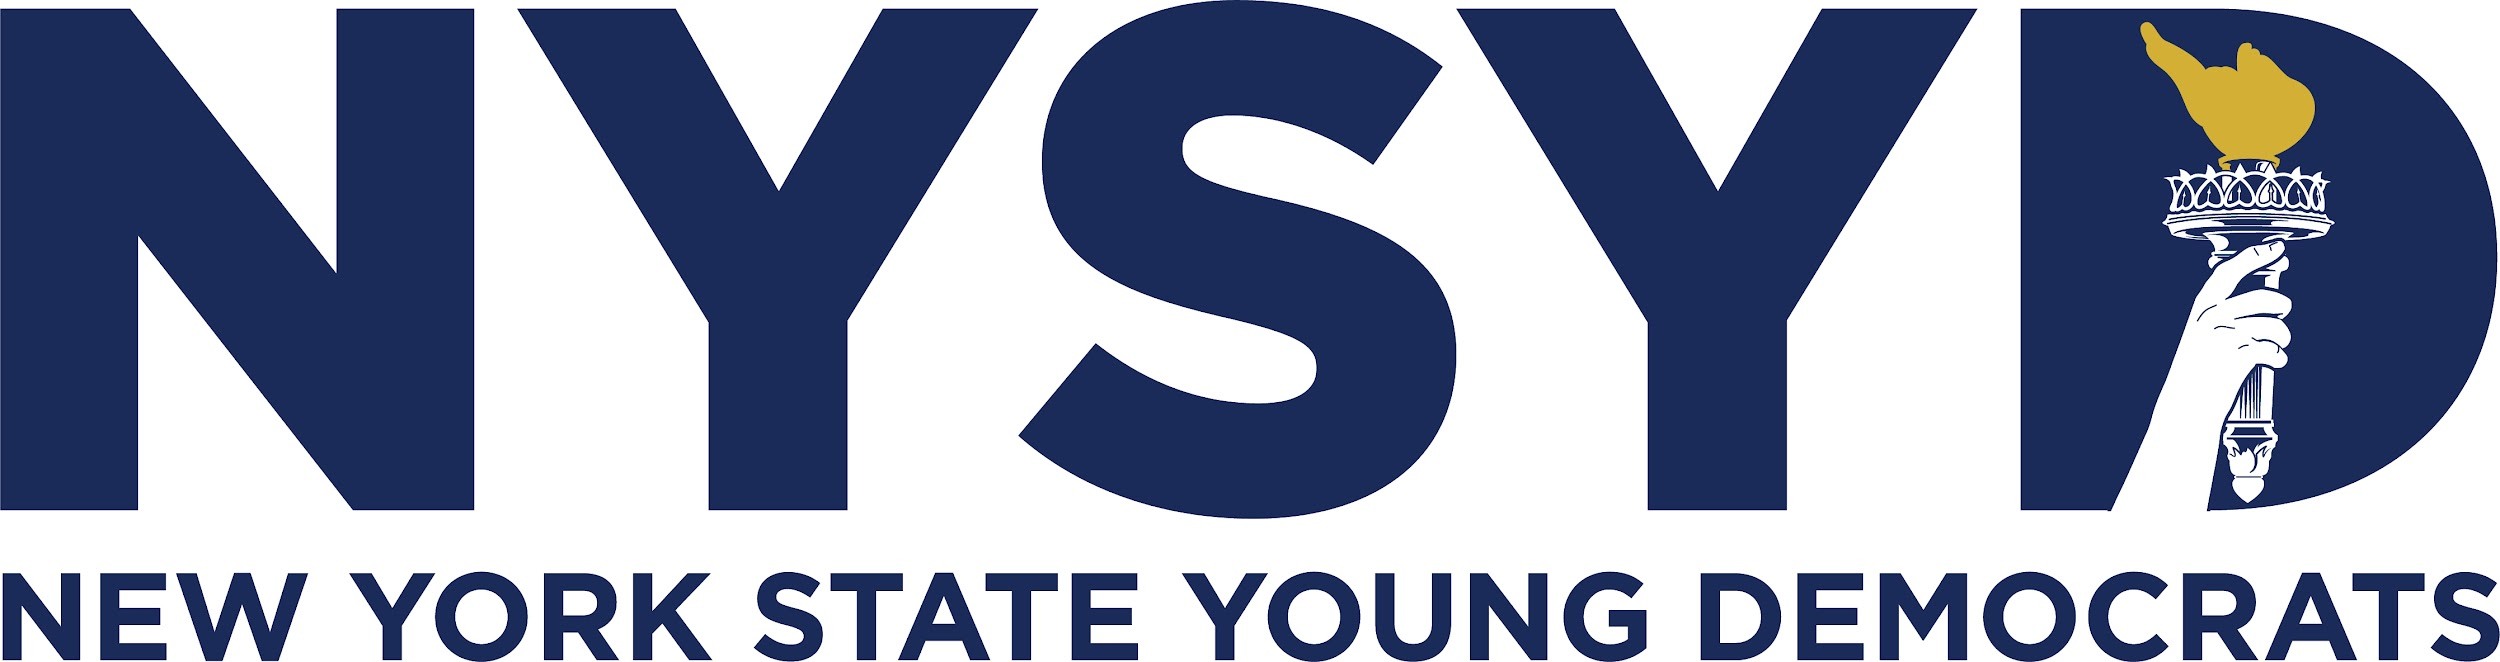 NYSYD
NEW YORK STATE YOUNG DEMOCRATS